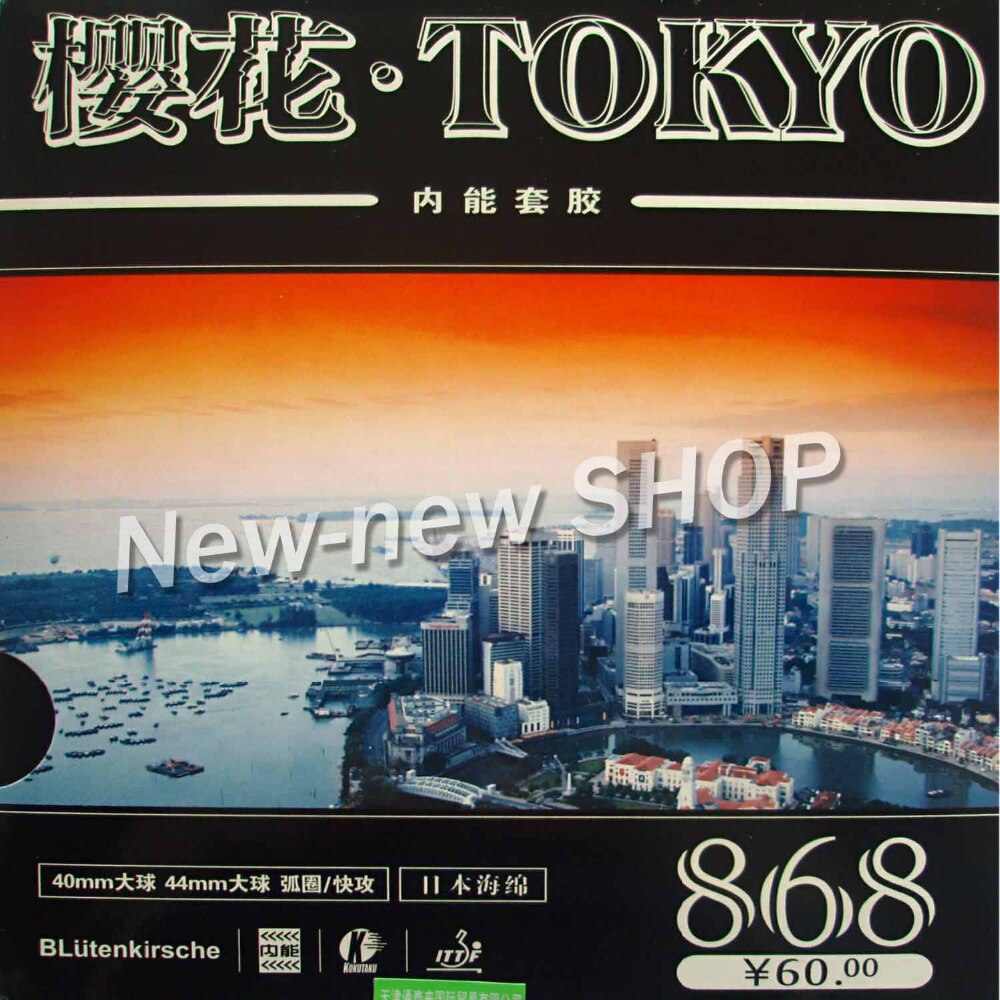 樱花·TOKYO
内能套胶
New-new SHOP
40mm大球 44mm大球 弧圈/快攻
日本海绵
868
¥60.00
BLütenkirsche
内能
KOKUTAKU
ITTF